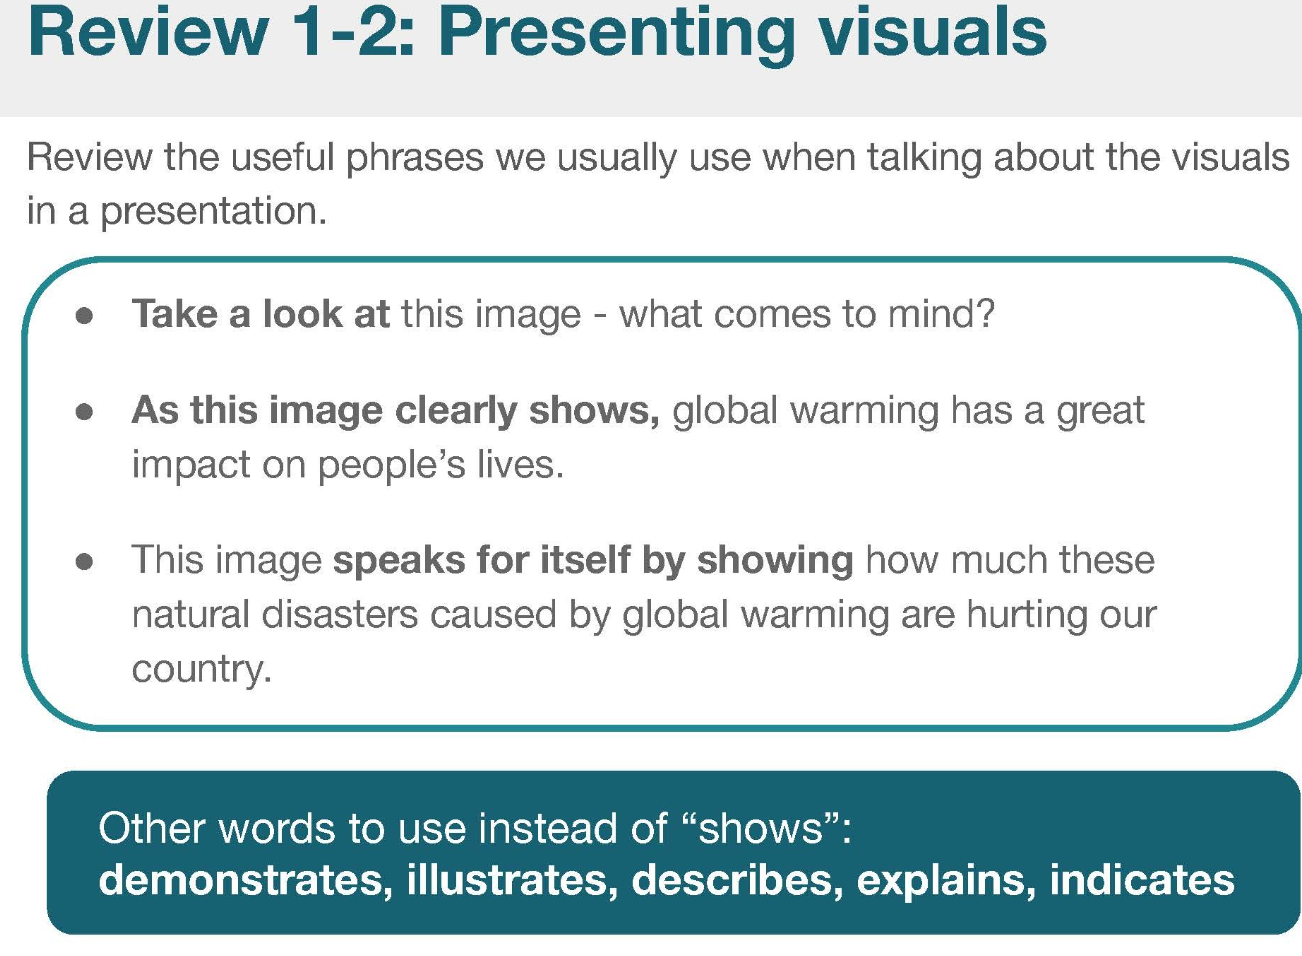 Review 1-2: Presenting visuals
Review the useful phrases we usually use when talking about the visuals
in a presentation.
● Take a look at this image - what comes to mind?
● As this image clearly shows, global warming has a great
impact on people’s lives.
● This image speaks for itself by showing how much these
natural disasters caused by global warming are hurting our
country.
Other words to use instead of “shows”:
demonstrates, illustrates, describes, explains, indicates